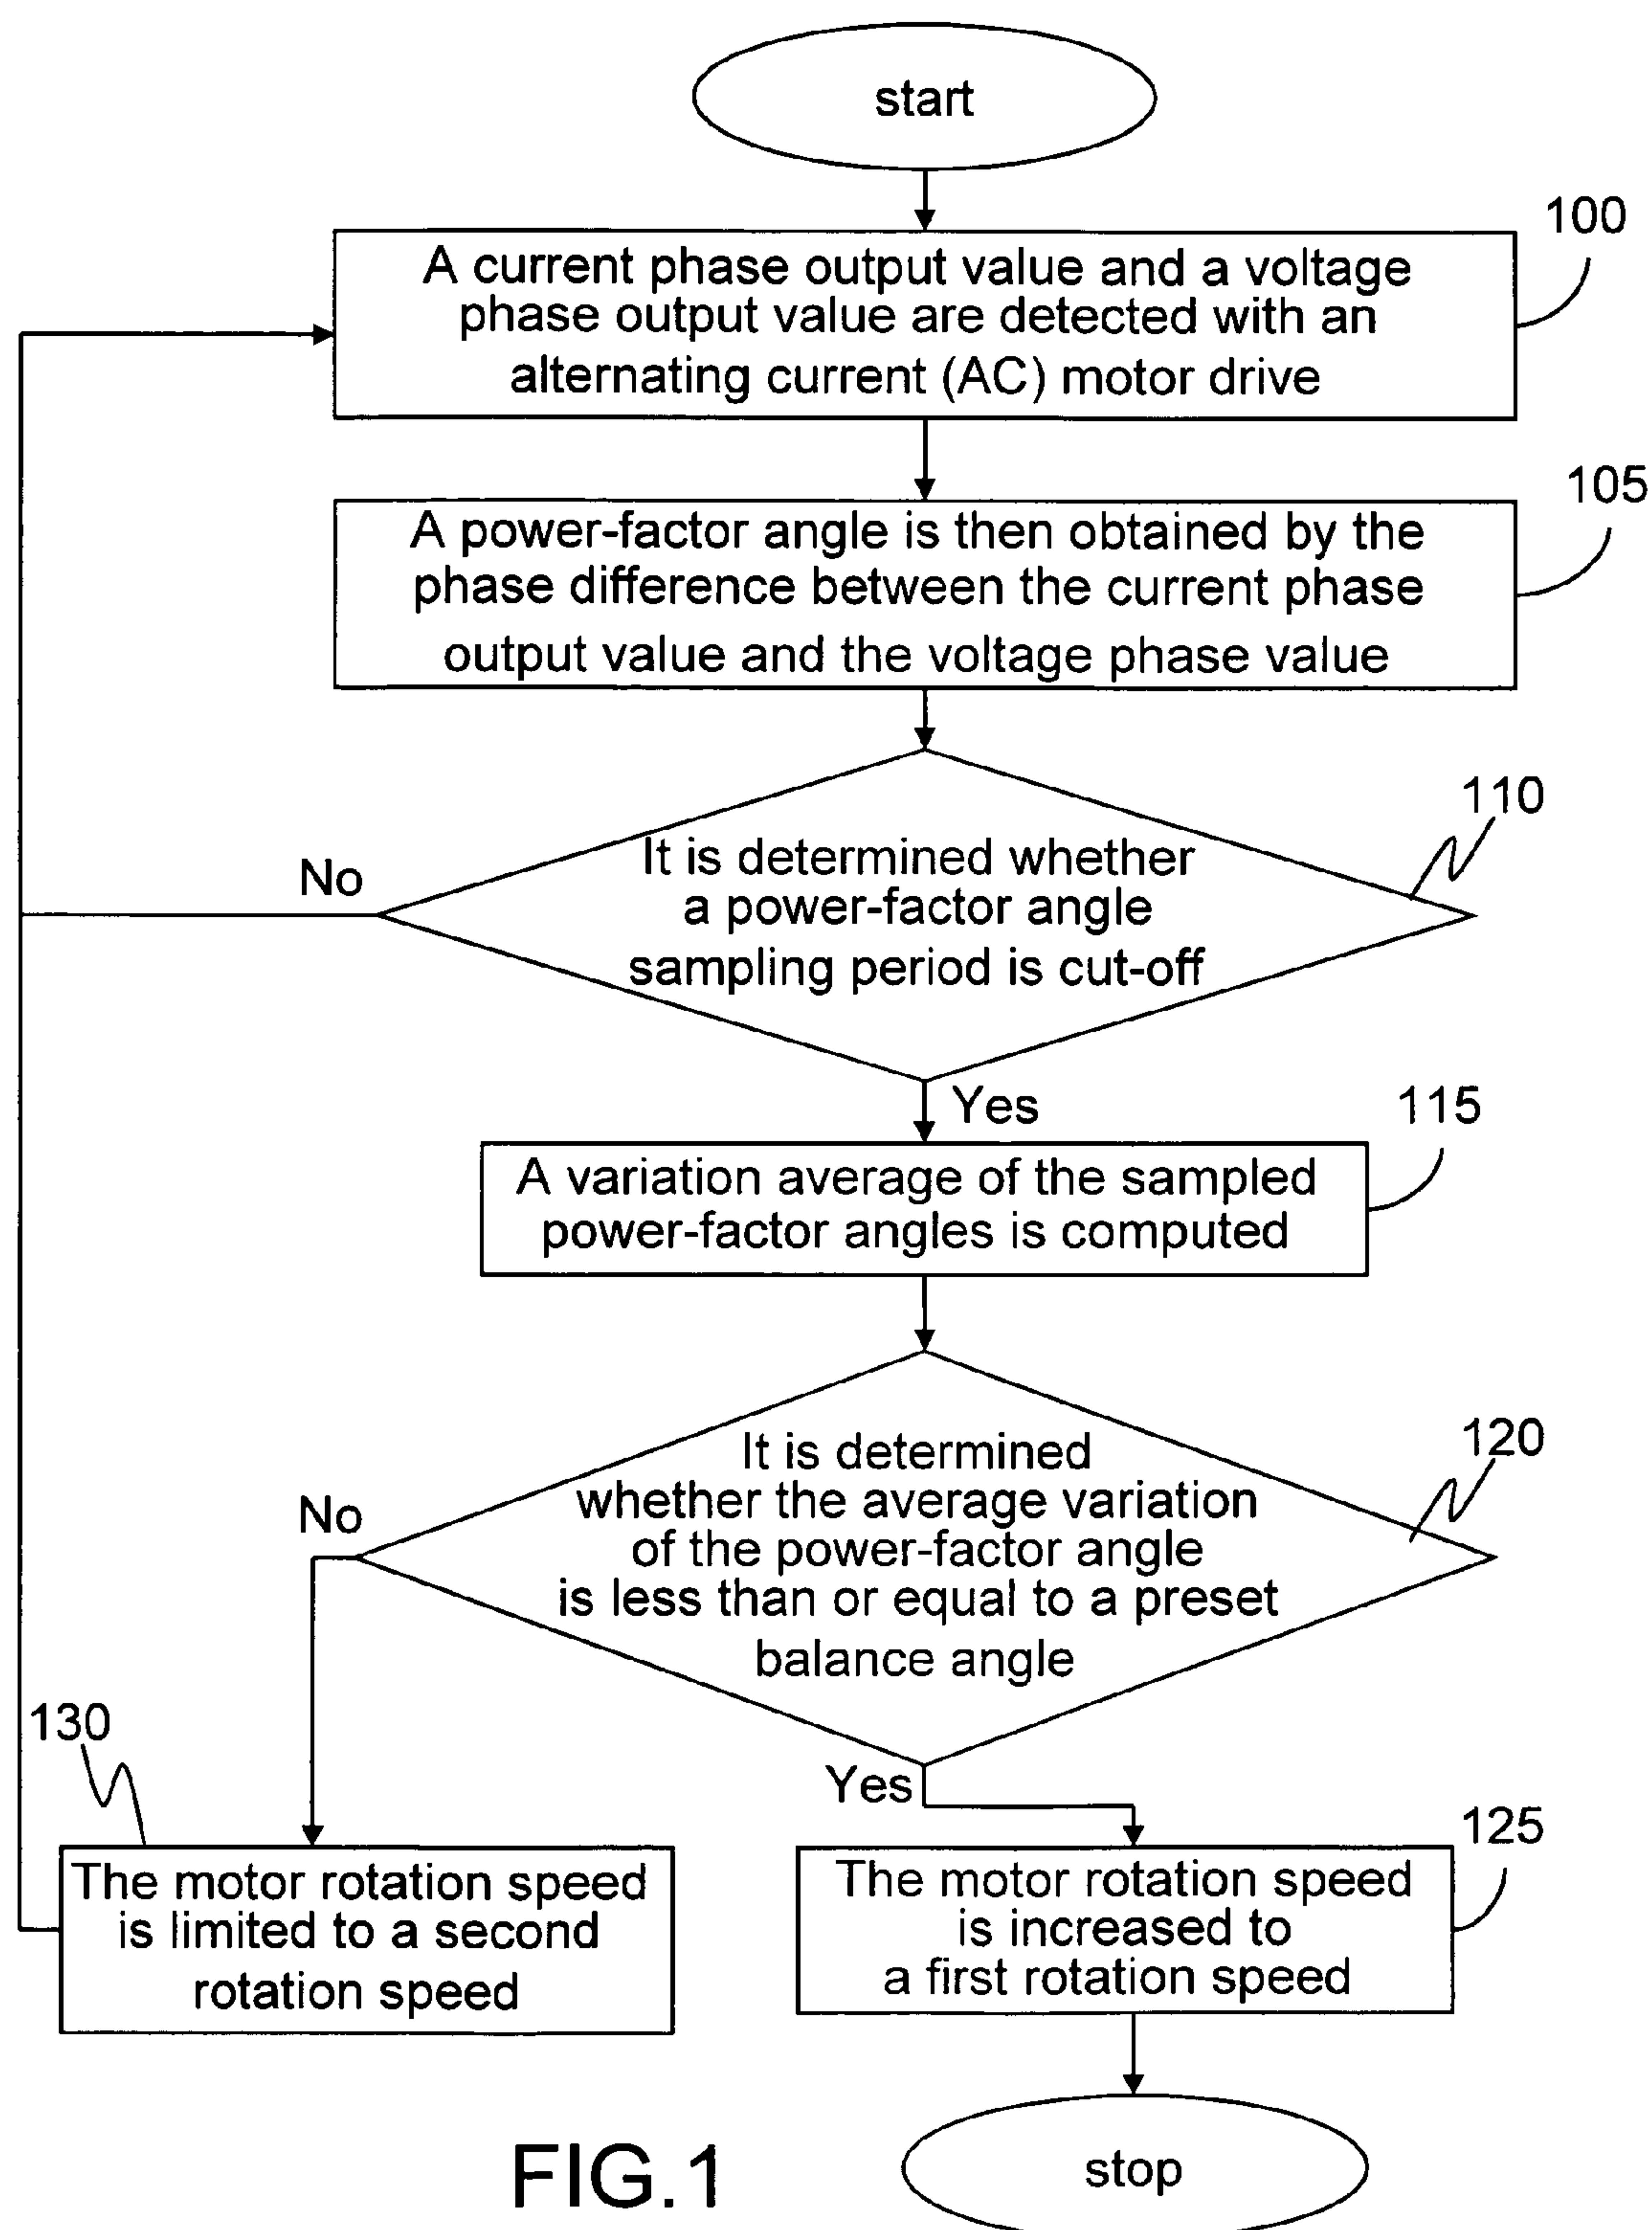 start
100
A current phase output value and a voltage
phase output value are detected with an
alternating current (AC) motor drive
105
A power-factor angle is then obtained by the
phase difference between the current phase
output value and the voltage phase value
110
No
It is determined whether
a power-factor angle
sampling period is cut-off
Yes
115
A variation average of the sampled
power-factor angles is computed
120
No
It is determined
whether the average variation
of the power-factor angle
is less than or equal to a preset
balance angle
130
Yes
125
The motor rotation speed
is limited to a second
rotation speed
The motor rotation speed
is increased to
a first rotation speed
FIG.1
stop